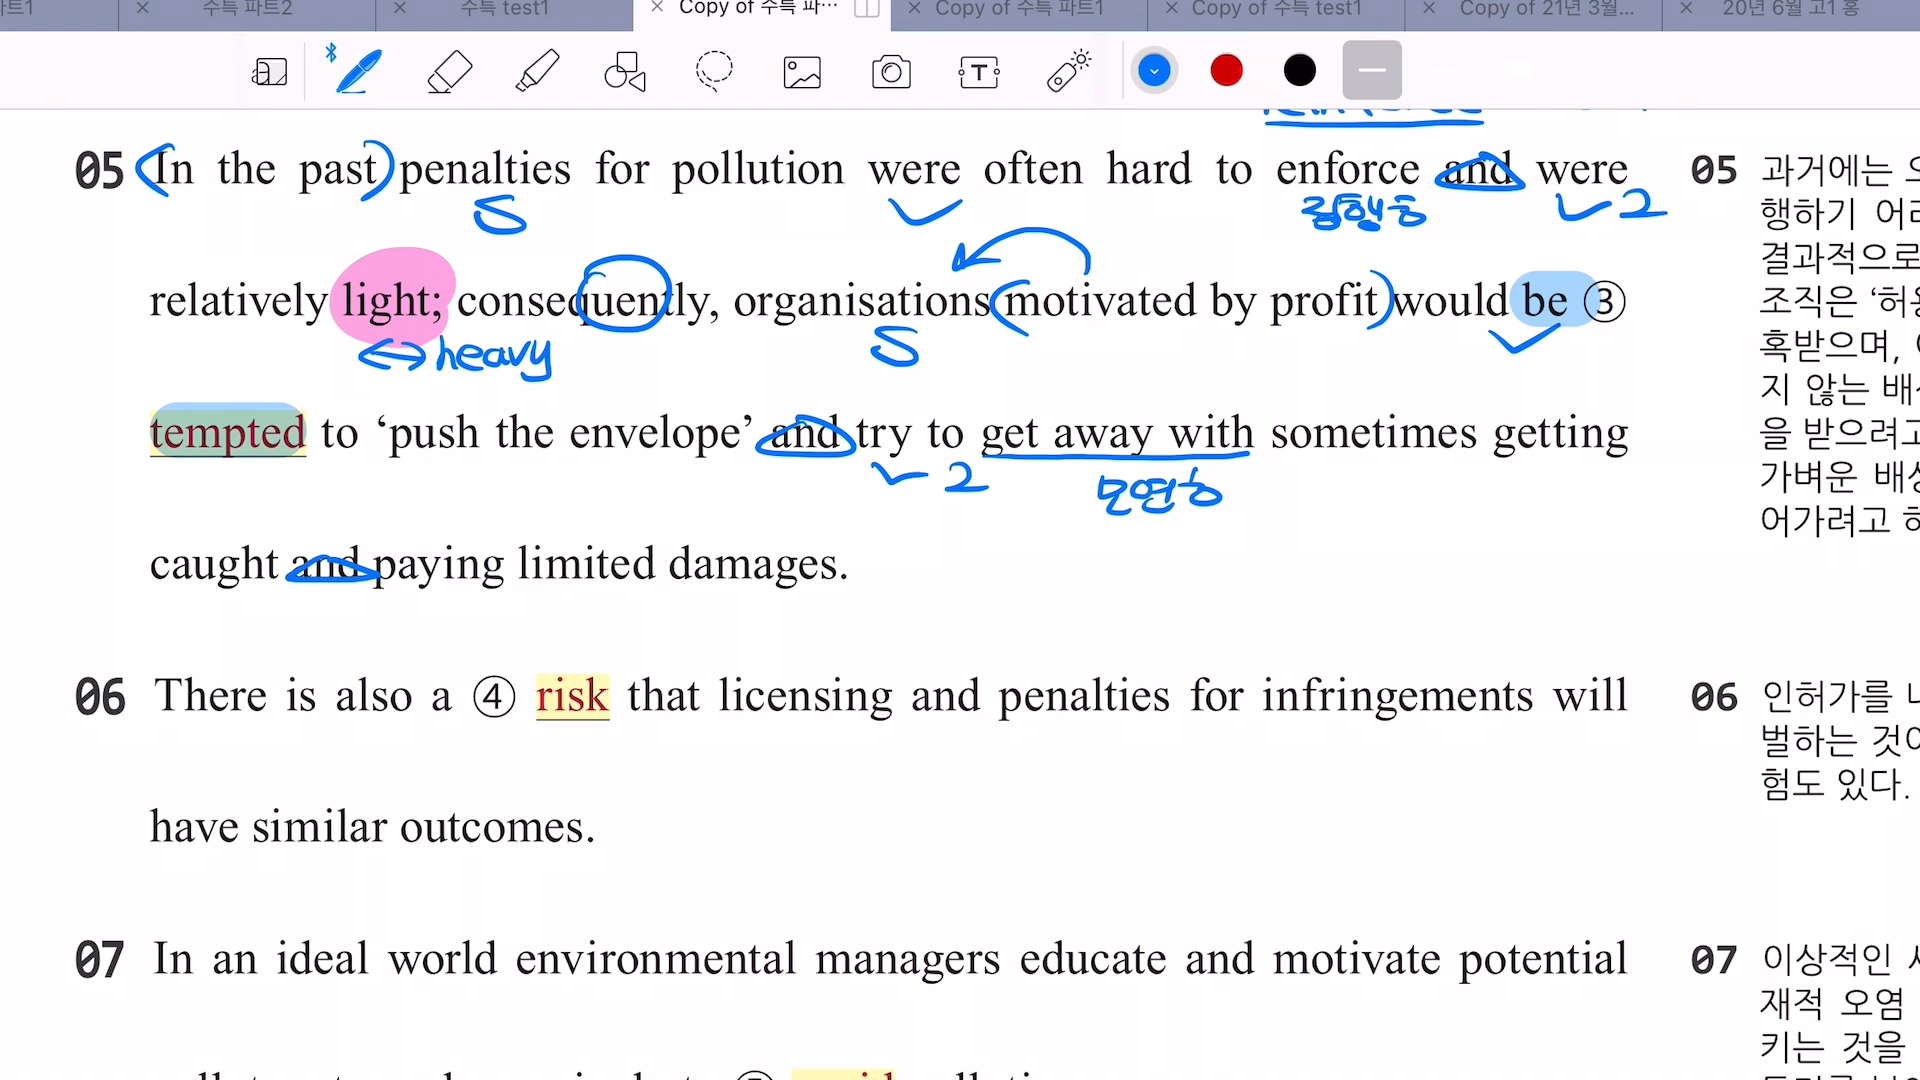 수특 파트2
수특 test1
Copy of 수특 파…
Copy of 수특 파트1
Copy of 수특 test1
Copy of 21년 3월...
20년 6월 고1 홍
05 In the past penalties for pollution were often hard to enforce and were
S 2
relatively light; consequently, organisations motivated by profit would be ③
↔ heavy S
tempted to ‘push the envelope’ and try to get away with sometimes getting
2 모면하
caught and paying limited damages.
06 There is also a ④ risk that licensing and penalties for infringements will
have similar outcomes.
07 In an ideal world environmental managers educate and motivate potential
05 과거에는
행하기
결과적으로
조직은
혹받으며,
지 않는
을 받으려고
가벼운
어가려고
06 인허가를
벌하는
험도 있다.
07 이상적인
재적 오염
키는 것을